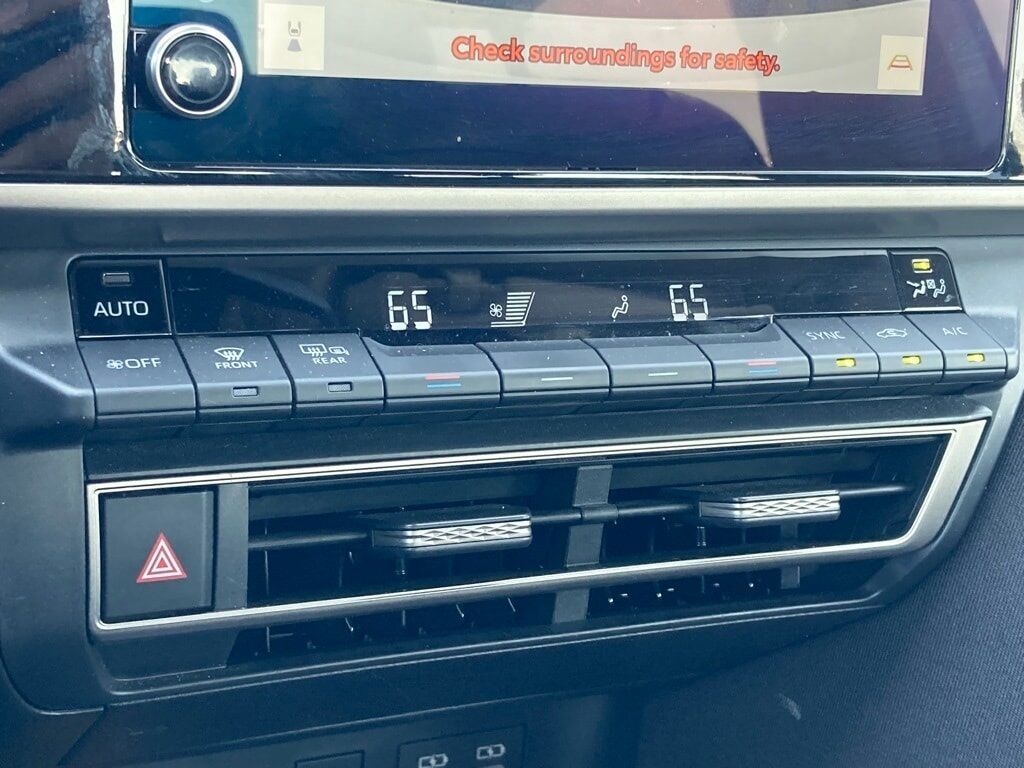 Check surroundings for safety.
AUTO
65
65
OFF
FRONT
REAR
SYNC
A/C